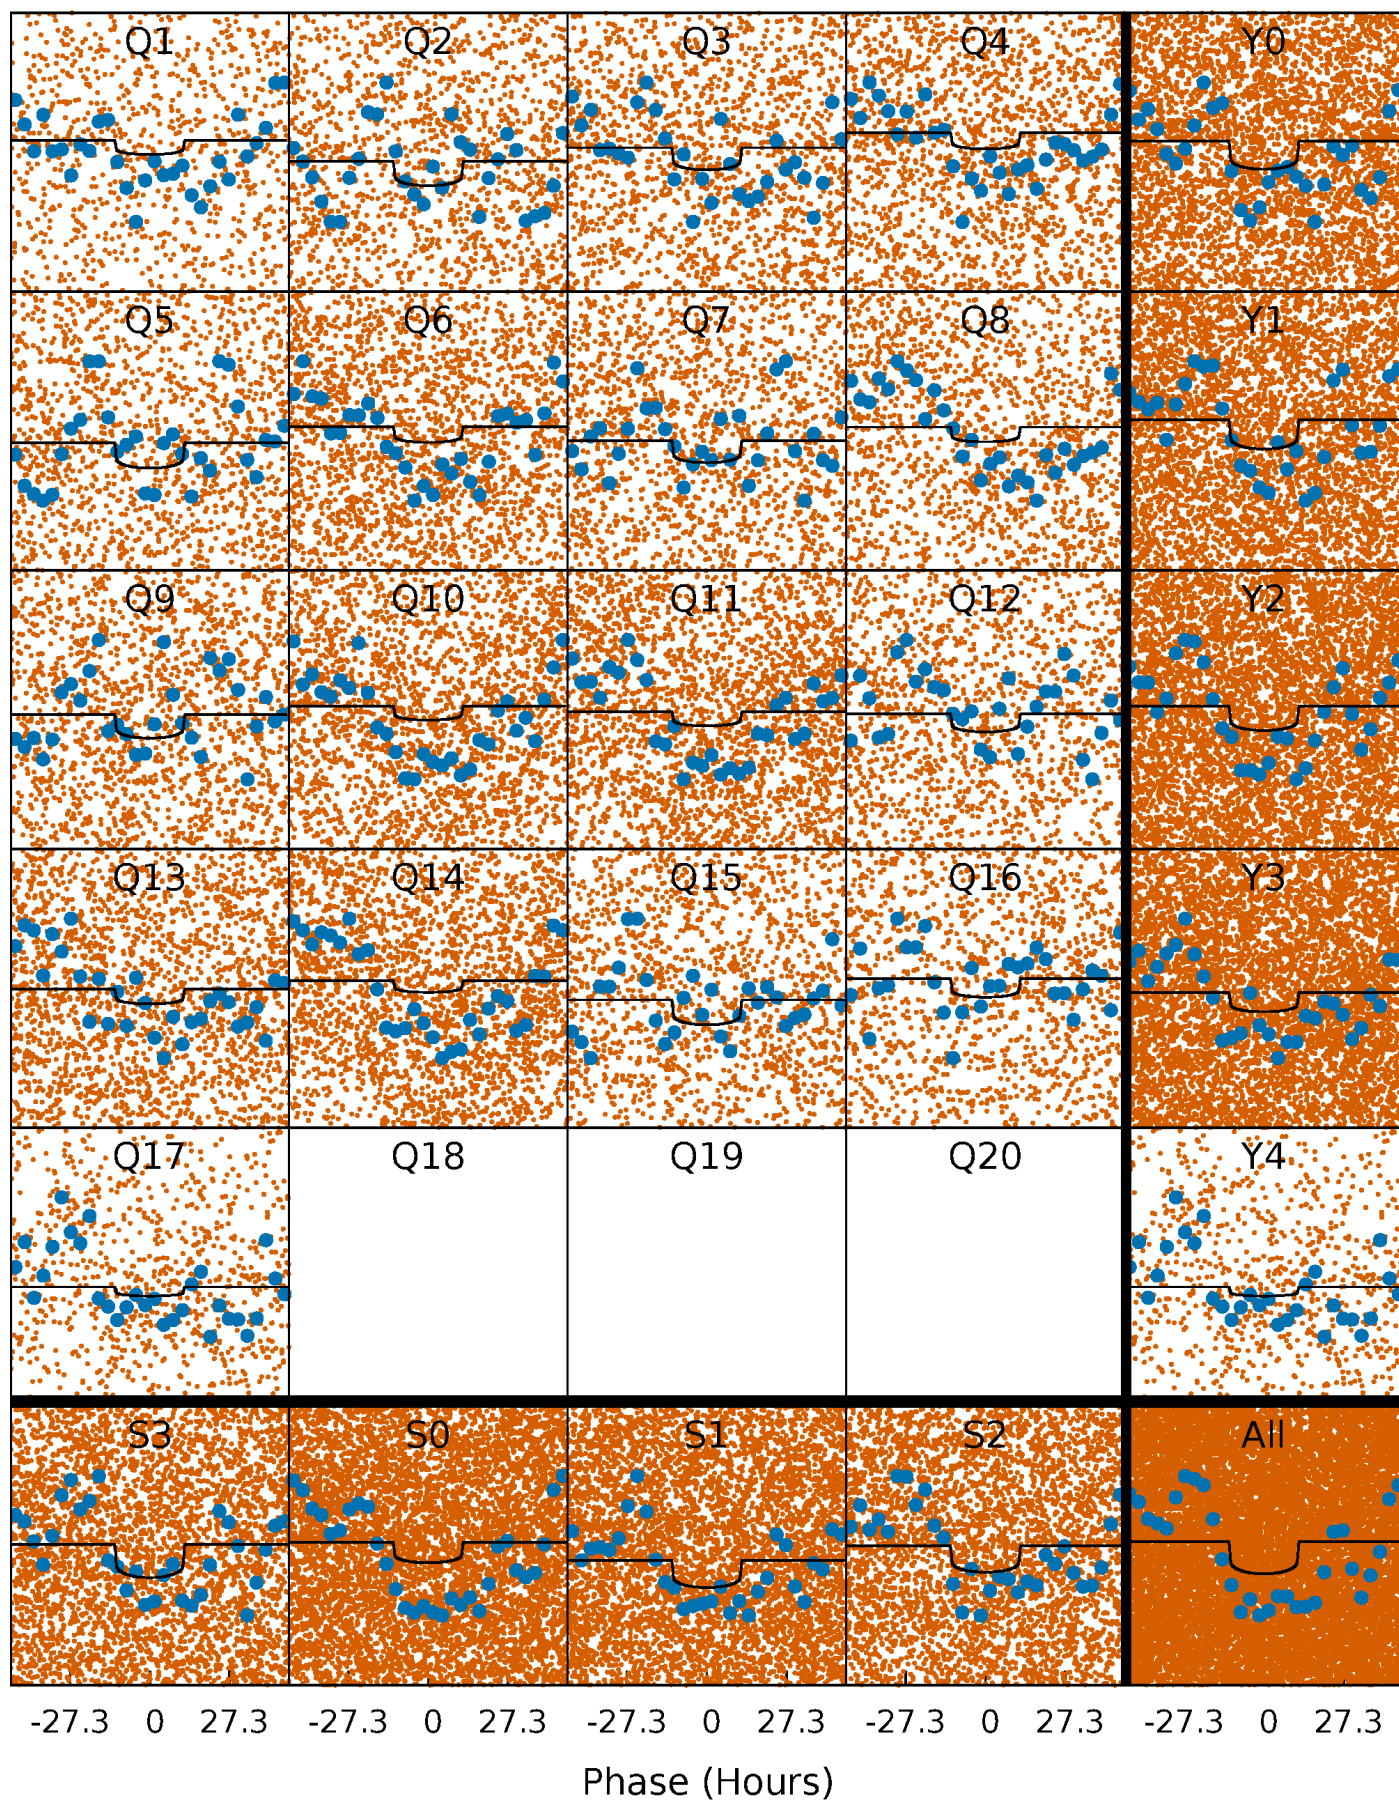 Q1 Q2 Q3 Q4 Y0
Q5 Q6 Q7 Q8 Y1
Q9 Q10 Q11 Q12 Y2
Q13 Q14 Q15 Q16 Y3
Q17 Q18 Q19 Q20 Y4
S3 S0 S1 S2 All
-27.3 0 27.3 -27.3 0 27.3 -27.3 0 27.3 -27.3 0 27.3 -27.3 0 27.3
Phase (Hours)